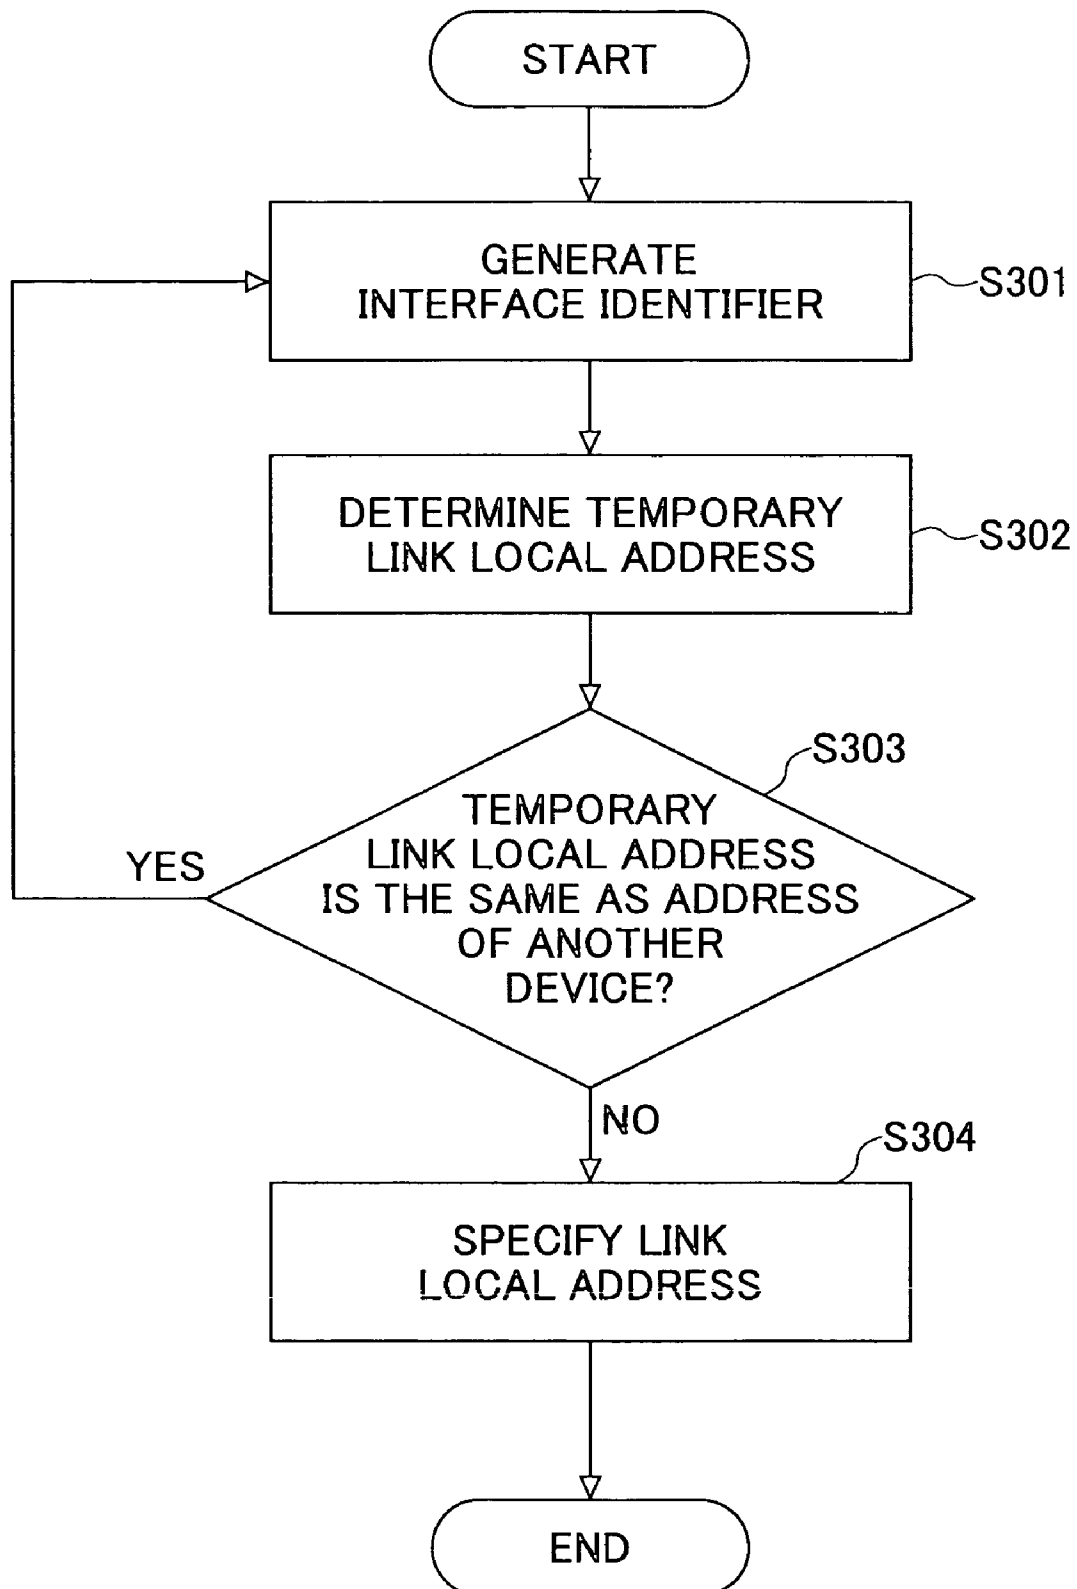 START
GENERATE
INTERFACE IDENTIFIER
S301
DETERMINE TEMPORARY
LINK LOCAL ADDRESS
S302
S303
TEMPORARY
LINK LOCAL ADDRESS
IS THE SAME AS ADDRESS
OF ANOTHER
DEVICE?
YES
NO
S304
SPECIFY LINK
LOCAL ADDRESS
END